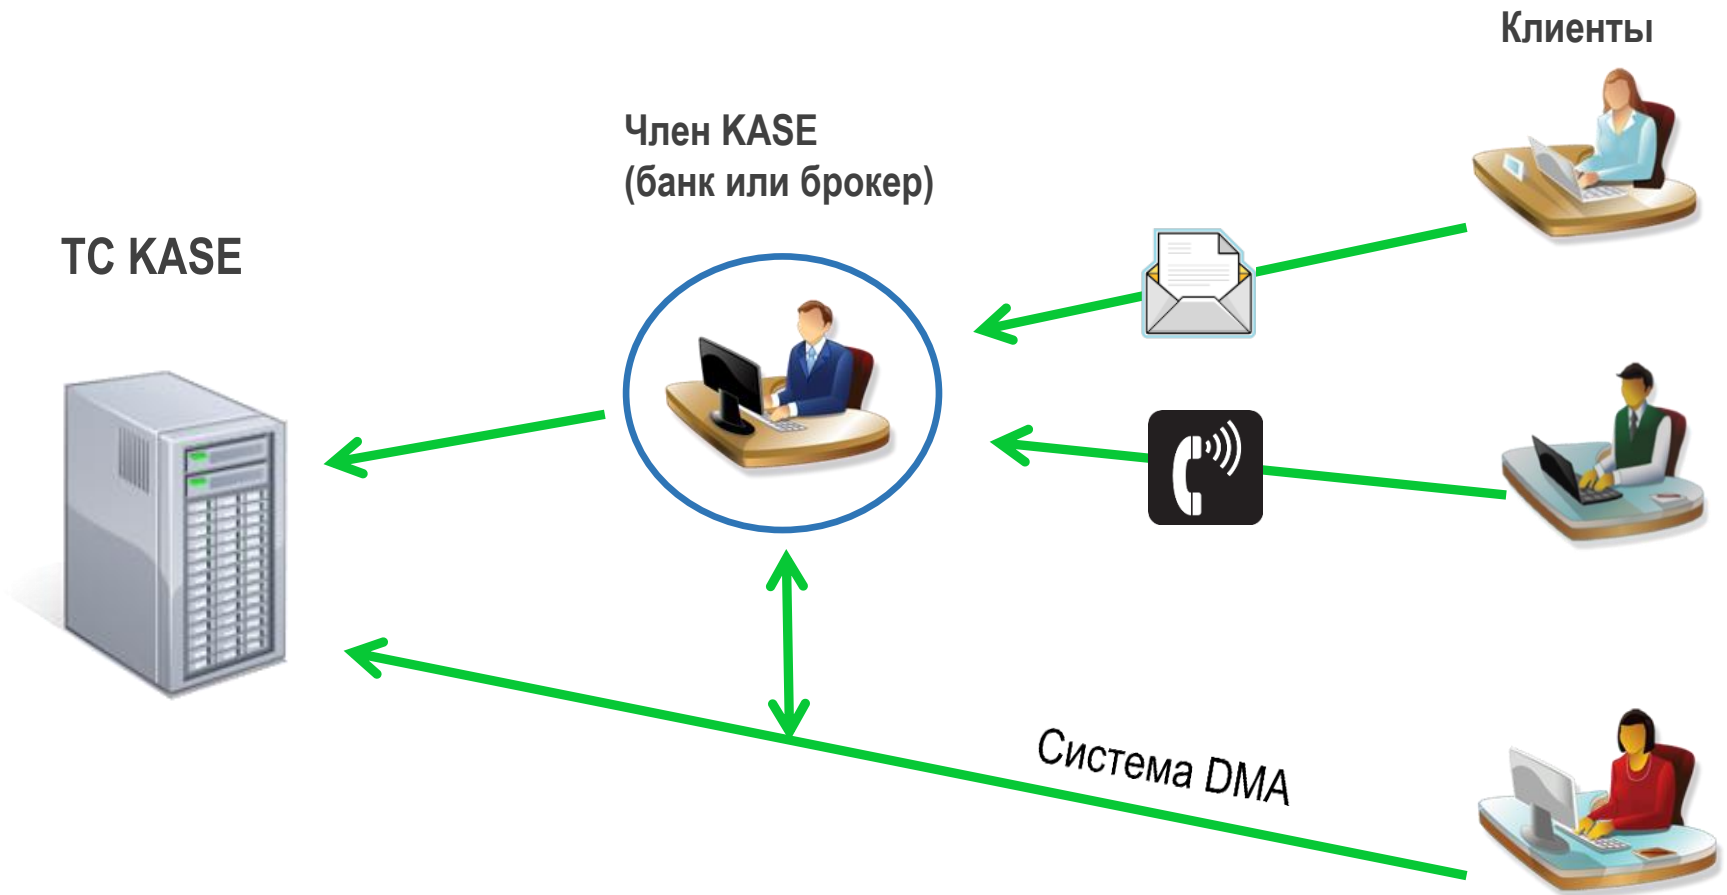 Клиенты
Член KASE
(банк или брокер)
ТС KASE
Система DMA